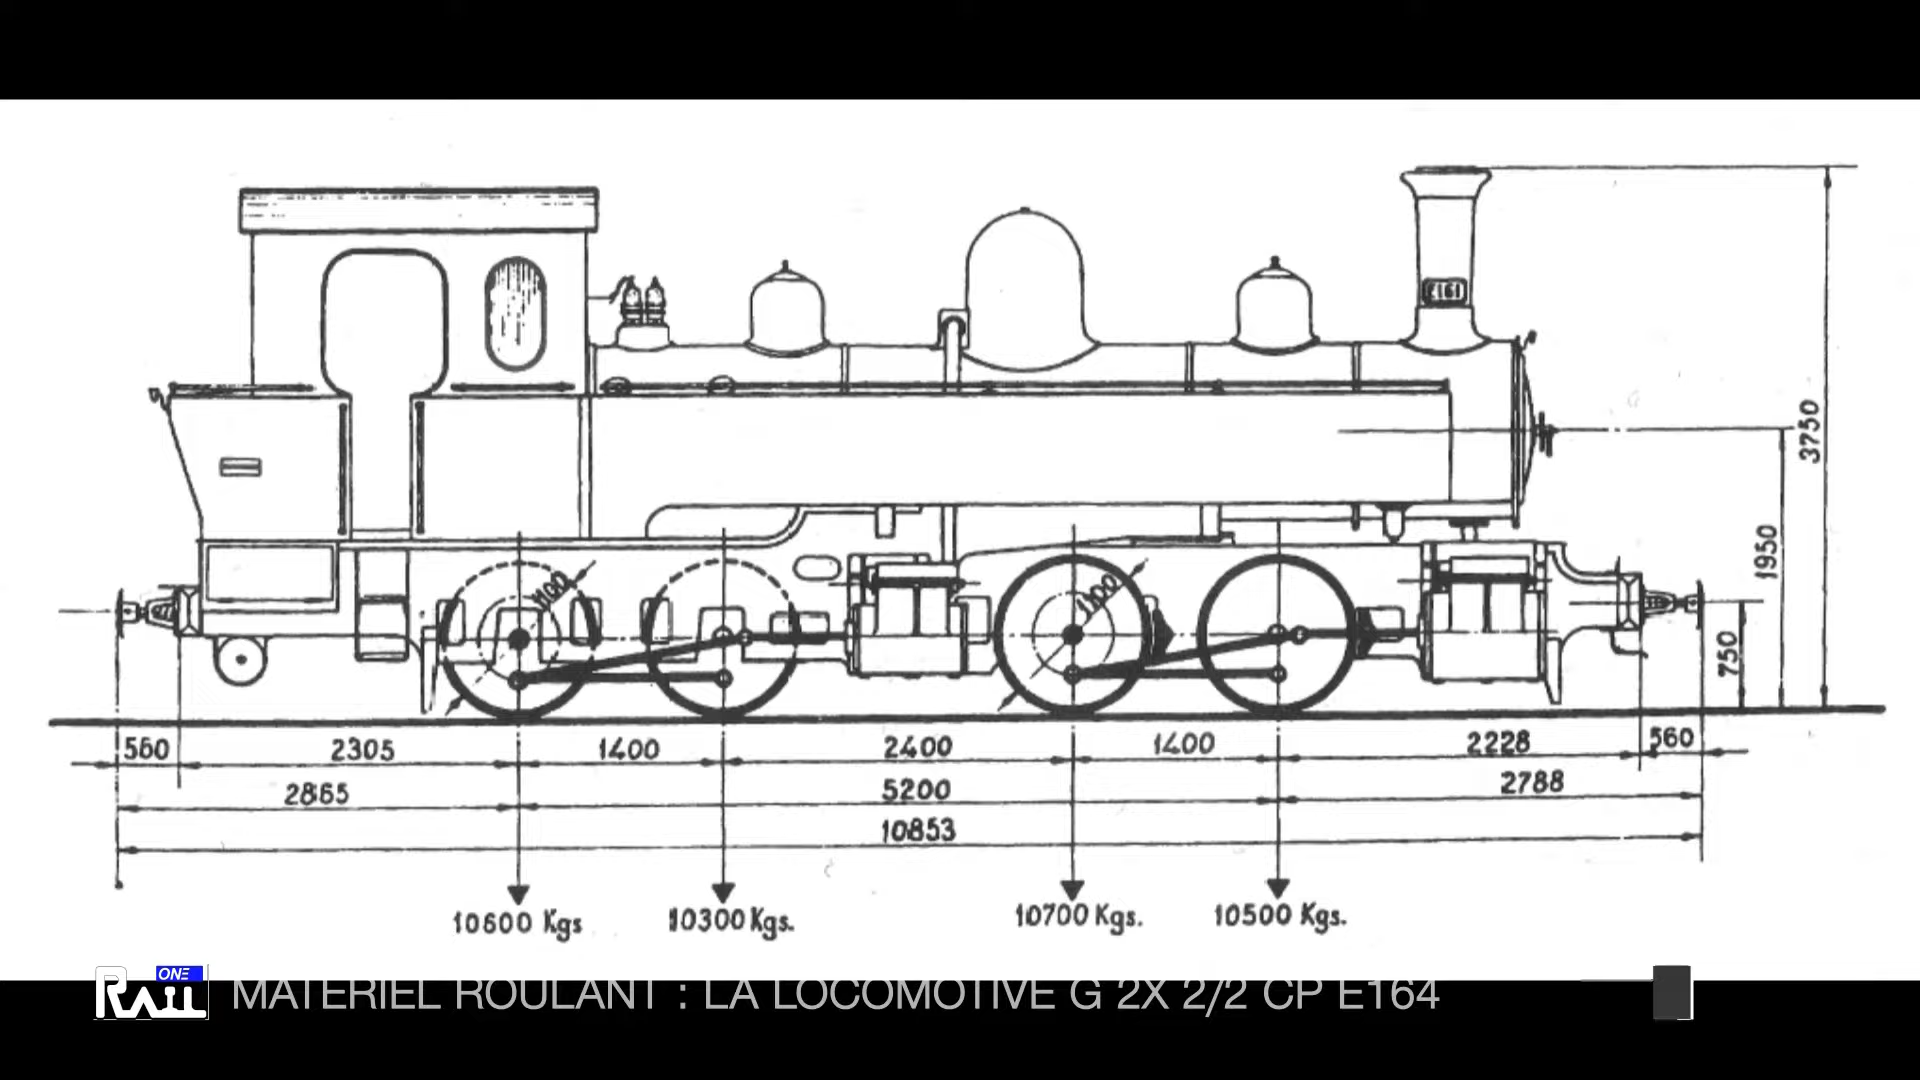 E161
3750
1950
750
1100
1100
560
2305
1400
2400
1400
2228
560
2865
5200
2788
10853
10600 Kgs
10300 Kgs.
10700 Kgs.
10500 Kgs.
ONE
RAIL
MATERIEL ROULANT : LA LOCOMOTIVE G 2X 2/2 CP E164